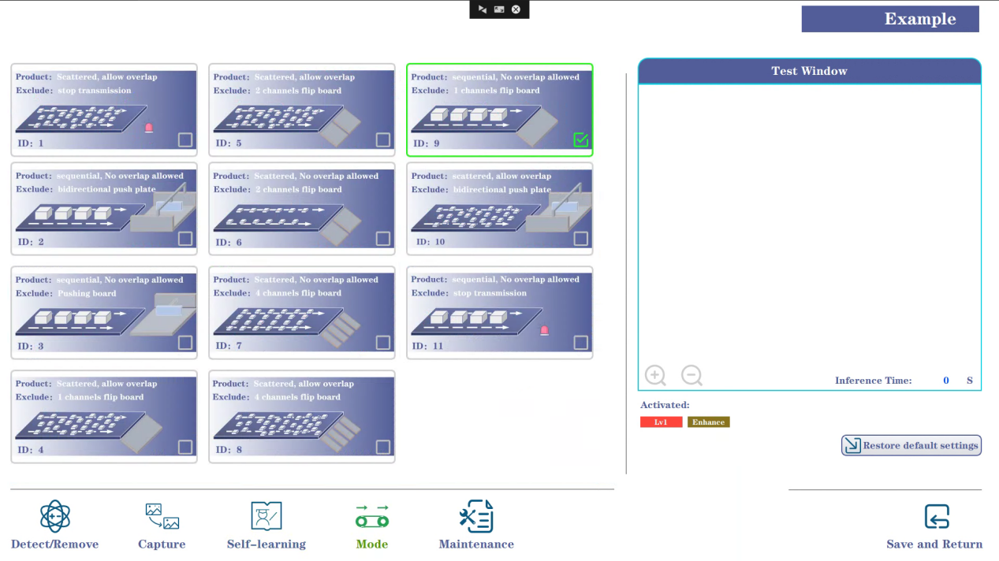 Example
Product: Scattered, allow overlap
Exclude: stop transmission
ID: 1
Product: Scattered, allow overlap
Exclude: 2 channels flip board
ID: 5
Product: sequential, No overlap allowed
Exclude: 1 channels flip board
ID: 9
Product: sequential, No overlap allowed
Exclude: bidirectional push plate
ID: 2
Product: Scattered, No overlap allowed
Exclude: 2 channels flip board
ID: 6
Product: scattered, allow overlap
Exclude: bidirectional push plate
ID: 10
Product: sequential, No overlap allowed
Exclude: Pushing board
ID: 3
Product: Scattered, No overlap allowed
Exclude: 4 channels flip board
ID: 7
Product: sequential, No overlap allowed
Exclude: stop transmission
ID: 11
Product: Scattered, allow overlap
Exclude: 1 channels flip board
ID: 4
Product: Scattered, allow overlap
Exclude: 4 channels flip board
ID: 8
Test Window
Inference Time: 0 S
Activated:
Lv1 Enhance
Restore default settings
Detect/Remove
Capture
Self-learning
Mode
Maintenance
Save and Return